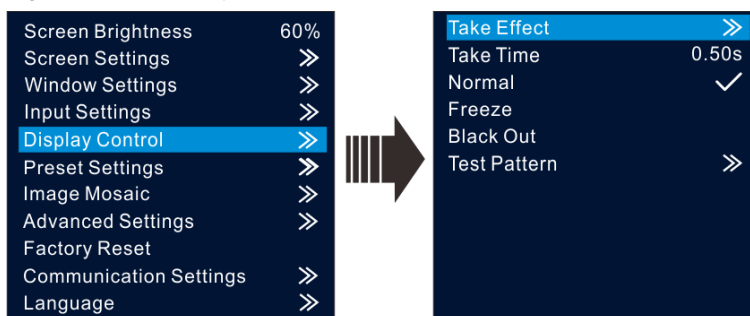 Screen Brightness 60%
Screen Settings
Window Settings
Input Settings
Display Control
Preset Settings
Image Mosaic
Advanced Settings
Factory Reset
Communication Settings
Language
Take Effect
Take Time 0.50s
Normal
Freeze
Black Out
Test Pattern